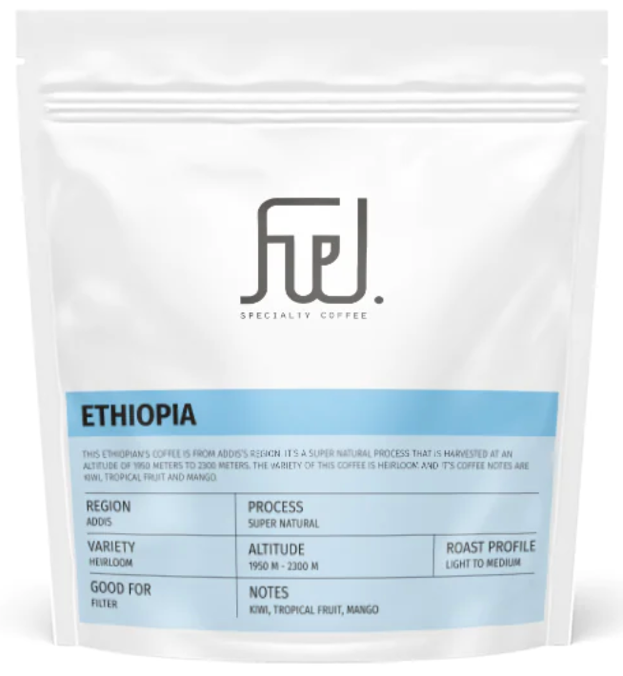 fuel.
SPECIALTY COFFEE
ETHIOPIA
THIS ETHIOPIAN'S COFFEE IS FROM ADDIS'S REGION. IT'S A SUPER NATURAL PROCESS THAT IS HARVESTED AT AN
ALTITUDE OF 1950 METERS TO 2300 METERS. THE VARIETY OF THIS COFFEE IS HEIRLOOM AND IT'S COFFEE NOTES ARE
KIWI, TROPICAL FRUIT AND MANGO.
REGION
ADDIS
PROCESS
SUPER NATURAL
VARIETY
HEIRLOOM
ALTITUDE
1950 M - 2300 M
ROAST PROFILE
LIGHT TO MEDIUM
GOOD FOR
FILTER
NOTES
KIWI, TROPICAL FRUIT, MANGO